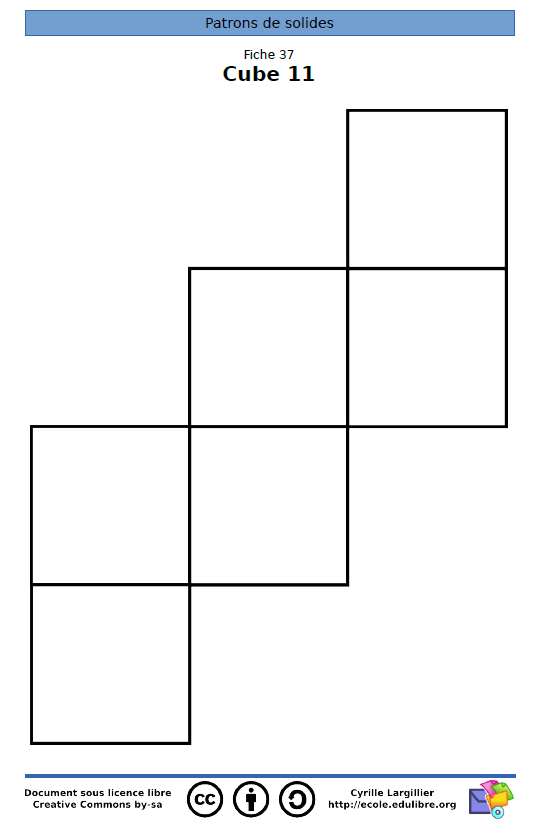 Patrons de solides
Fiche 37
Cube 11
Document sous licence libre
Creative Commons by-sa
cc
Cyrille Largillier
http://ecole.edulibre.org